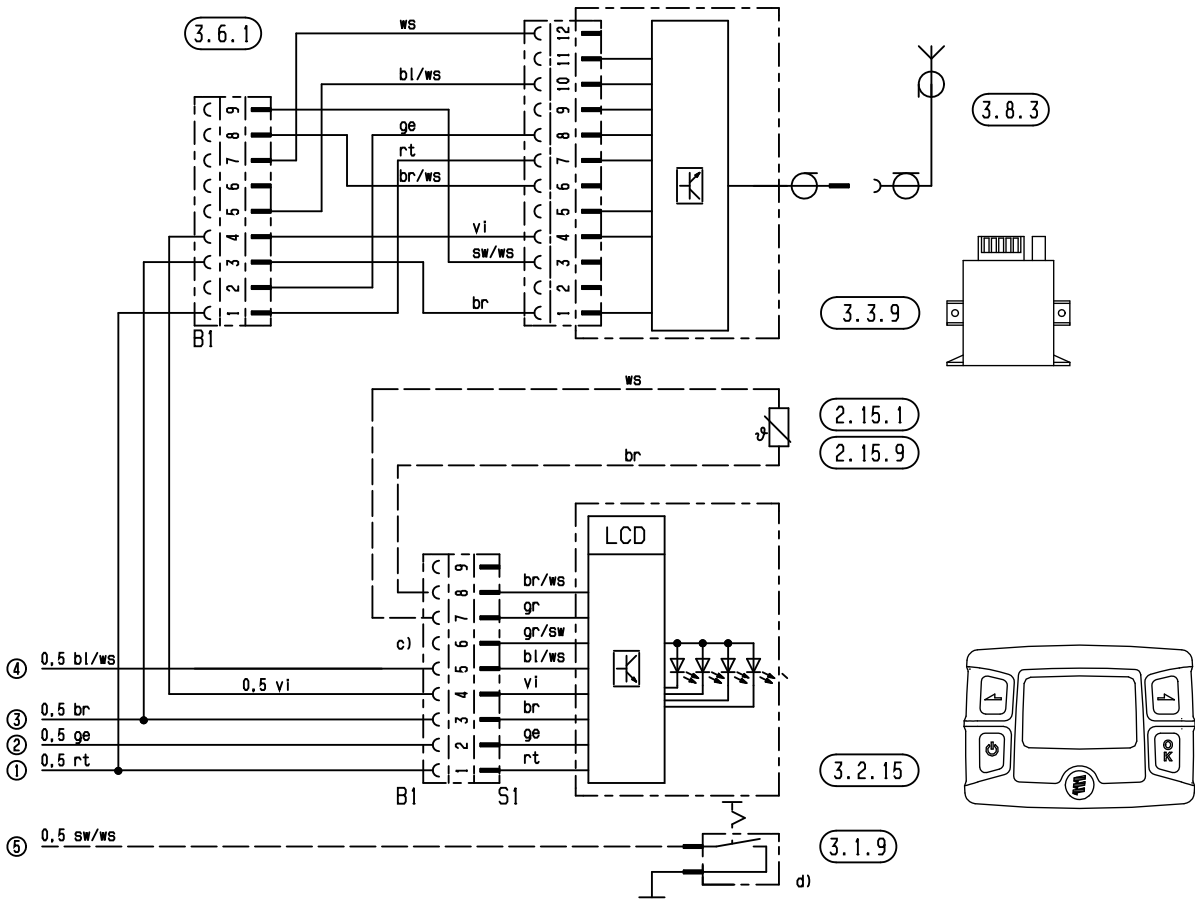 3.6.1
ws
bl/ws
ge
rt
br/ws
vi
sw/ws
br
9
8
7
6
5
4
3
2
1
B1
12
11
10
9
8
7
6
5
4
3
2
1
3.8.3
3.3.9
ws
br
ϑ
2.15.1
2.15.9
LCD
9
8
7
6
5
4
3
2
1
c)
br/ws
gr
gr/sw
bl/ws
vi
br
ge
rt
④ 0,5 bl/ws
0,5 vi
③ 0,5 br
② 0,5 ge
① 0,5 rt
B1 S1
3.2.15
OK
⑤ 0,5 sw/ws
3.1.9
d)